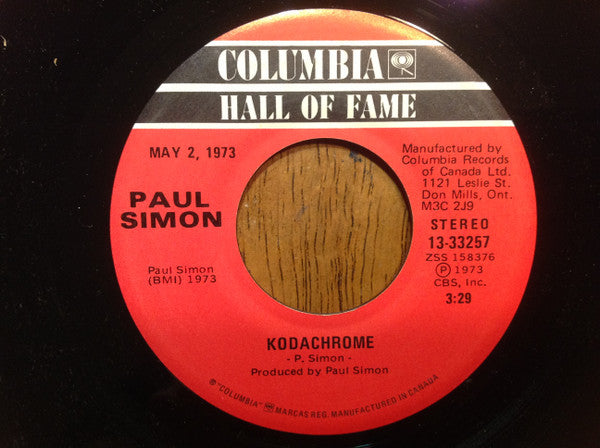 COLUMBIA
HALL OF FAME
MAY 2, 1973
PAUL
SIMON
Paul Simon
(BMI) 1973
Manufactured by
Columbia Records
of Canada Ltd.
1121 Leslie St.
Don Mills, Ont.
M3C 2J9
STEREO
13-33257
ZSS 158376
Ⓟ 1973
CBS, Inc.
3:29
KODACHROME
- P. Simon -
Produced by Paul Simon
® "COLUMBIA" MARCAS REG. MANUFACTURED IN CANADA